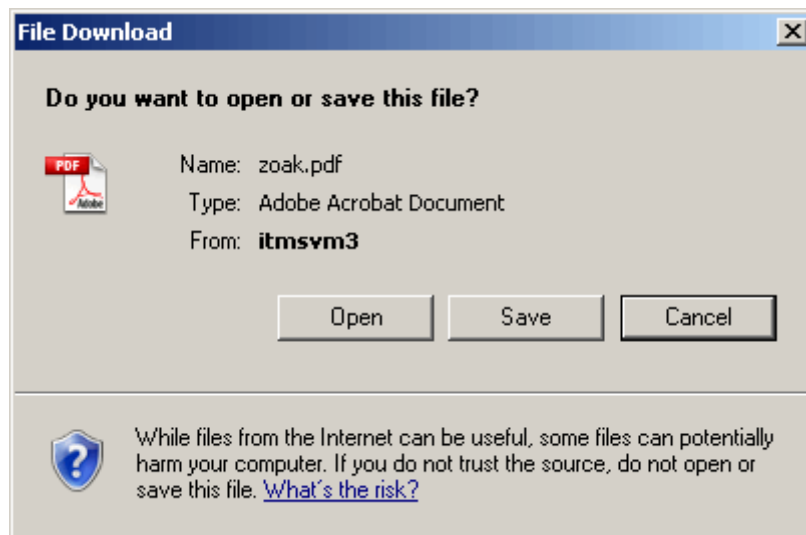 File Download
Do you want to open or save this file?
PDF
Adobe
Name: zoak.pdf
Type: Adobe Acrobat Document
From: itmsvm3
Open Save Cancel
While files from the Internet can be useful, some files can potentially
harm your computer. If you do not trust the source, do not open or
save this file. What's the risk?